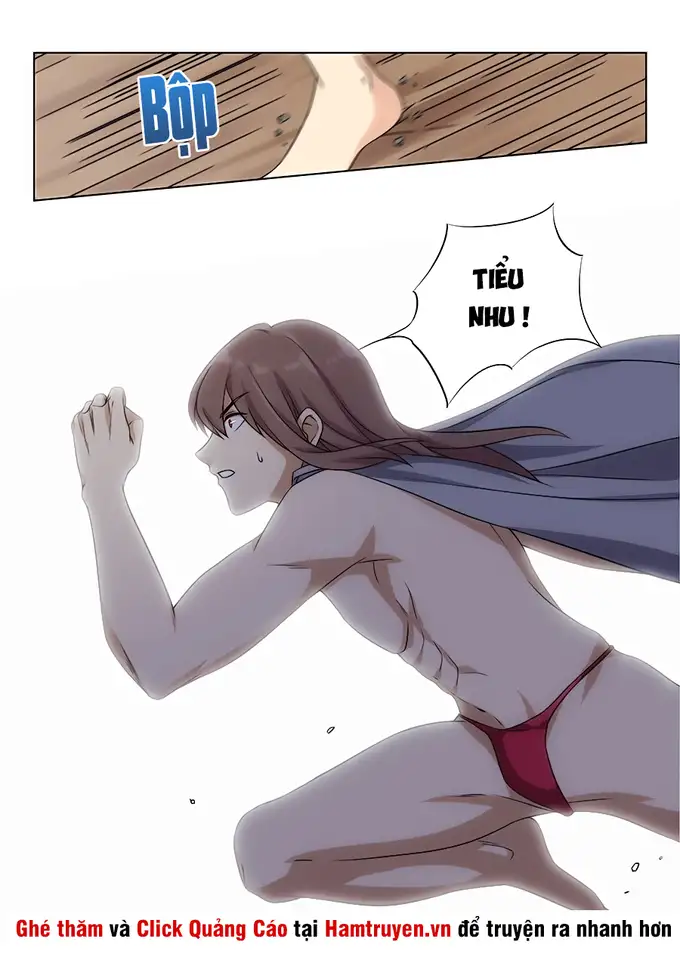 Bộp
TIỂU
NHU !
Ghé thăm và Click Quảng Cáo tại Hamtruyen.vn để truyện ra nhanh hơn